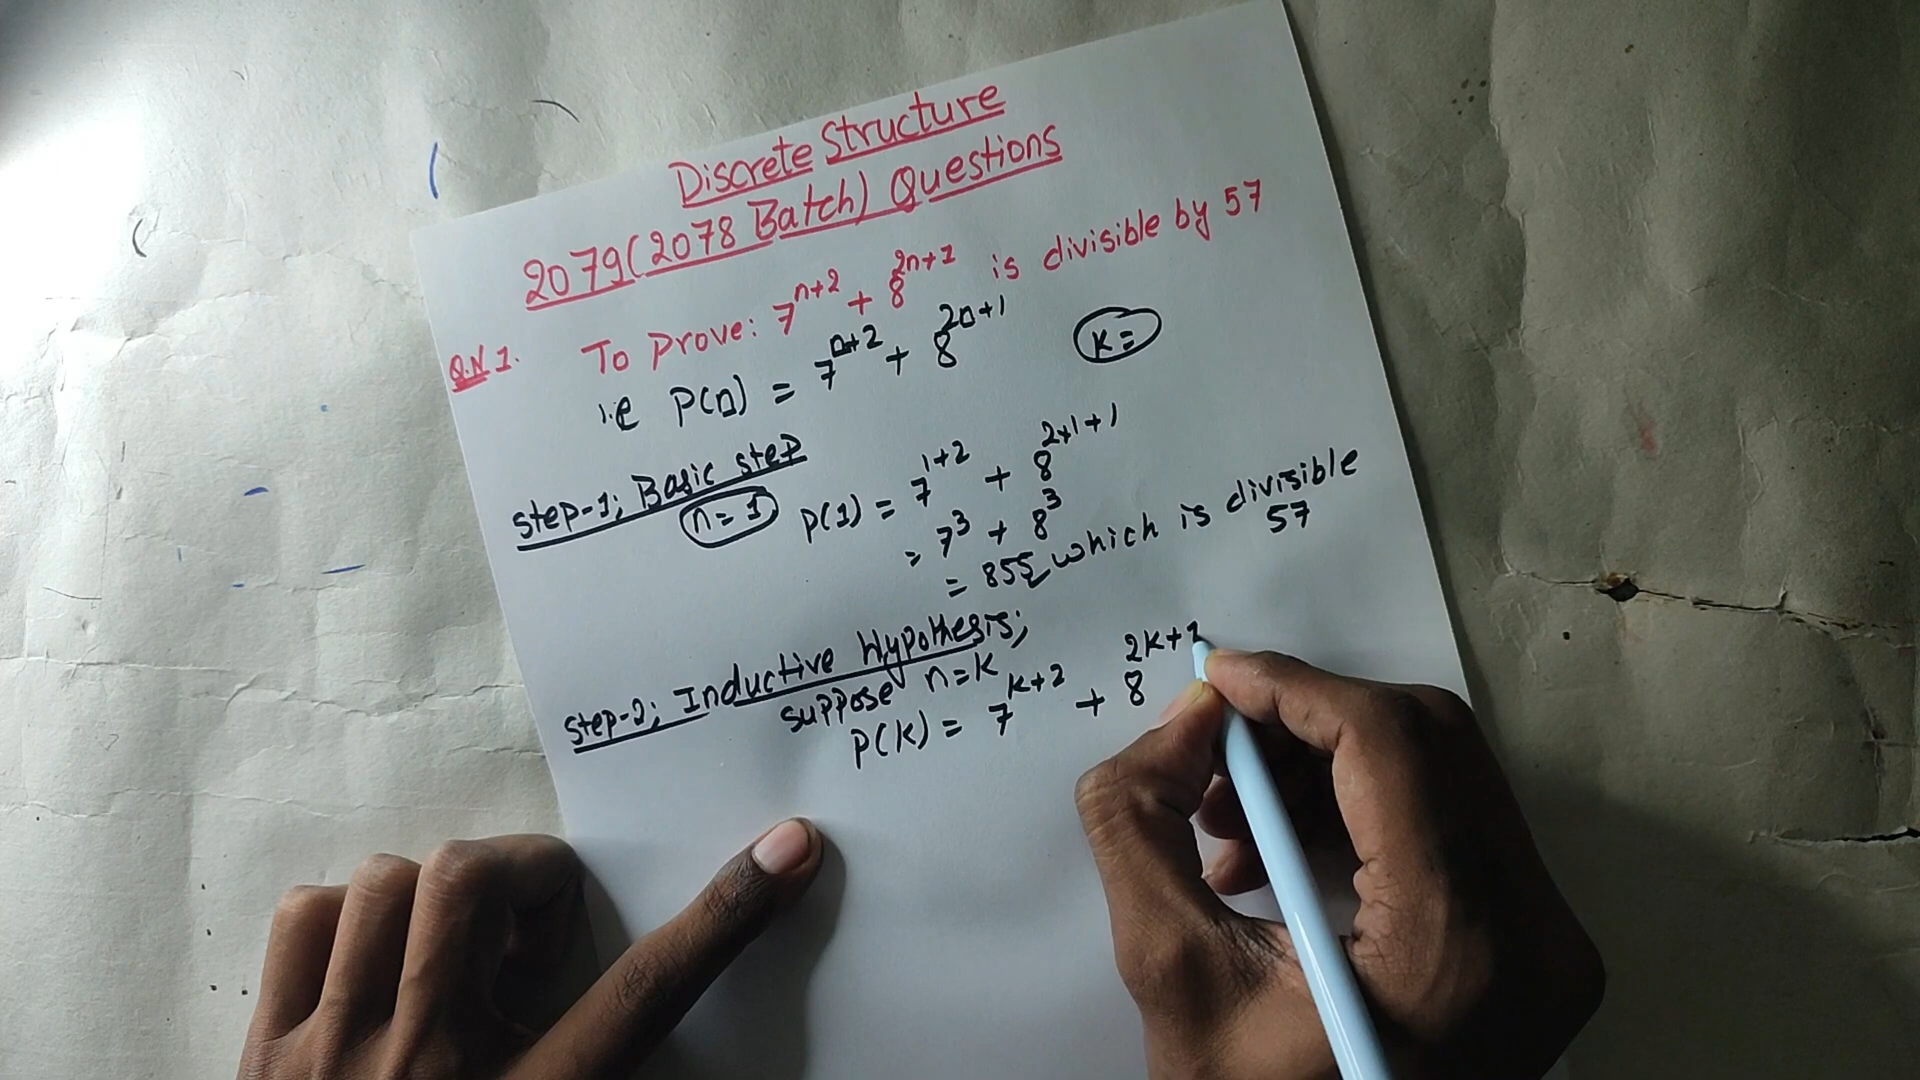 Discrete Structure
2079(2078 Batch) Questions
Q.N 1. To prove: 7^{n+2} + 8^{2n+1} is divisible by 57
i.e P(n) = 7^{n+2} + 8^{2n+1}
K=
Step-1; Basic step
n=1 P(1) = 7^{1+2} + 8^{2*1+1}
= 7^3 + 8^3
= 855 which is divisible
57
Step-2; Inductive Hypothesis;
suppose n=k
P(k) = 7^{k+2} + 8^{2k+1}